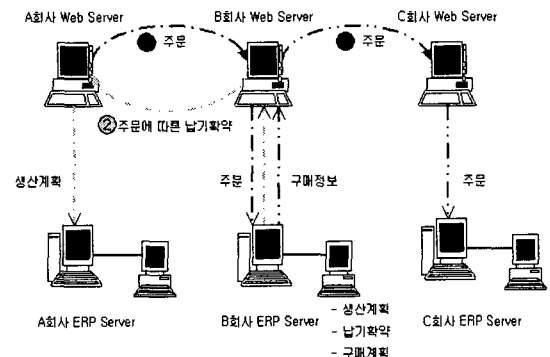 A회사 Web Server
B회사 Web Server
C회사 Web Server
주문
주문
②주문에 따른 납기확약
생산계획
주문
구매정보
주문
A회사 ERP Server
B회사 ERP Server
C회사 ERP Server
- 생산계획
- 납기확약
- 구매계획